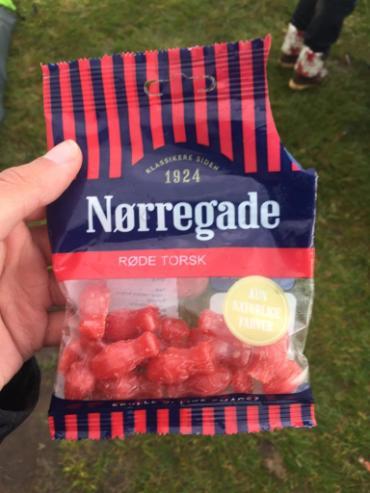 KLASSIKERE SIDEN
1924
Nørregade
RØDE TORSK
KUN
NATURLIGE
FARVER